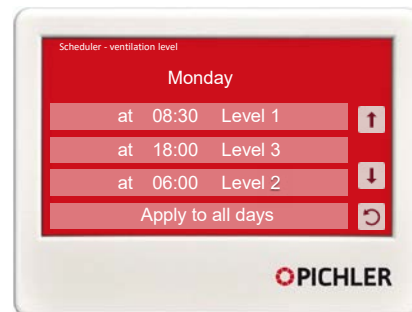 Scheduler - ventilation level
Monday
at 08:30 Level 1
at 18:00 Level 3
at 06:00 Level 2
Apply to all days
PICHLER